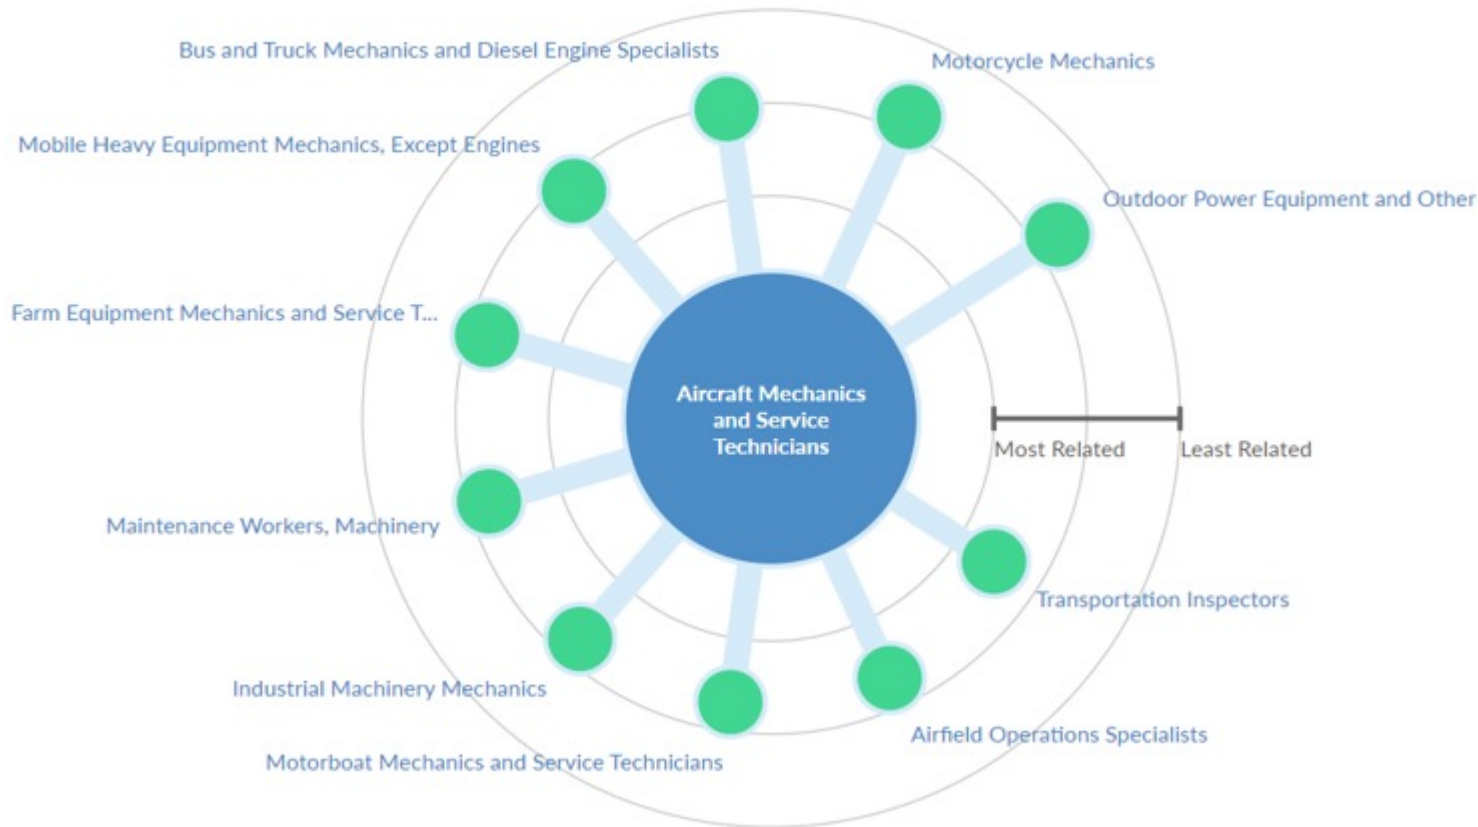 Bus and Truck Mechanics and Diesel Engine Specialists
Motorcycle Mechanics
Mobile Heavy Equipment Mechanics, Except Engines
Outdoor Power Equipment and Other
Farm Equipment Mechanics and Service T...
Aircraft Mechanics
and Service
Technicians
Most Related
Least Related
Maintenance Workers, Machinery
Transportation Inspectors
Industrial Machinery Mechanics
Airfield Operations Specialists
Motorboat Mechanics and Service Technicians